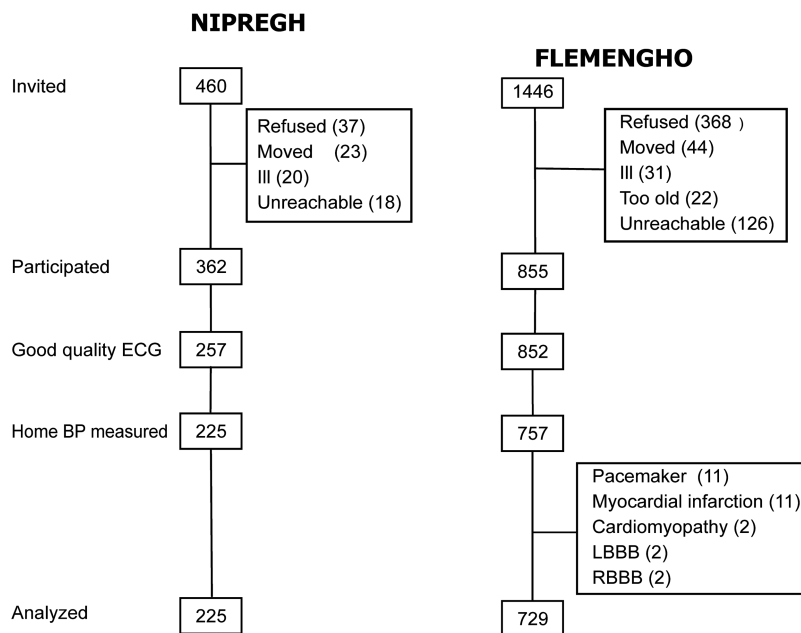 NIPREGH
FLEMENGHO
Invited
460
1446
Refused (37)
Moved (23)
Ill (20)
Unreachable (18)
Refused (368 )
Moved (44)
Ill (31)
Too old (22)
Unreachable (126)
Participated
362
855
Good quality ECG
257
852
Home BP measured
225
757
Pacemaker (11)
Myocardial infarction (11)
Cardiomyopathy (2)
LBBB (2)
RBBB (2)
Analyzed
225
729